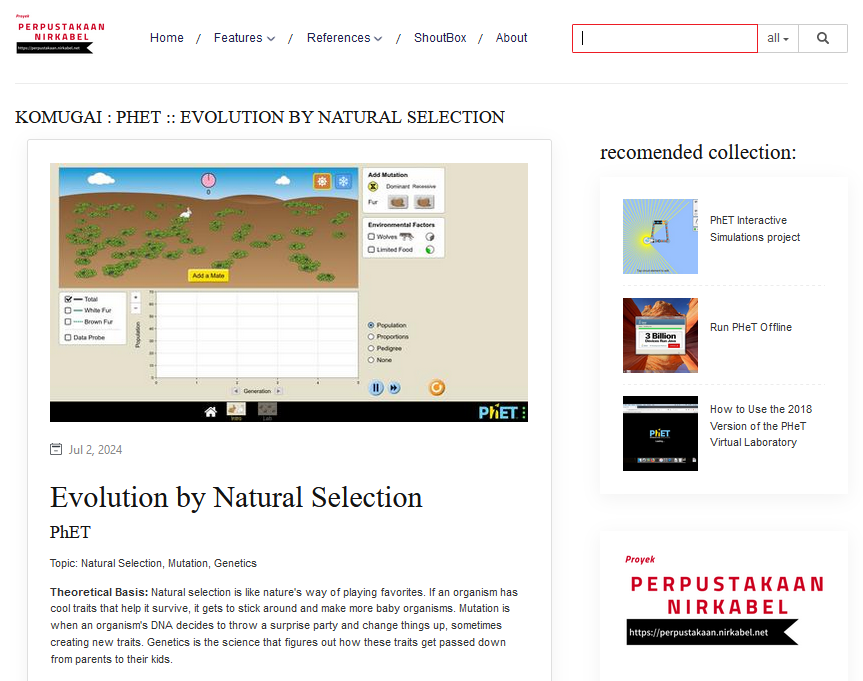 Proyek
PERPUSTAKAAN
NIRKABEL
https://perpustakaan.nirkabel.net
Home / Features / References / ShoutBox / About
all
KOMUGAI : PHET :: EVOLUTION BY NATURAL SELECTION
0
Add a Mate
Add Mutation
Dominant Recessive
Fur
Environmental Factors
Wolves
Limited Food
Total
White Fur
Brown Fur
Data Probe
Population
Generation
Population
Proportions
Pedigree
None
Intro
Lab
PhET
Jul 2, 2024
Evolution by Natural Selection
PhET
Topic: Natural Selection, Mutation, Genetics
Theoretical Basis: Natural selection is like nature's way of playing favorites. If an organism has
cool traits that help it survive, it gets to stick around and make more baby organisms. Mutation is
when an organism's DNA decides to throw a surprise party and change things up, sometimes
creating new traits. Genetics is the science that figures out how these traits get passed down
from parents to their kids.
recomended collection:
PhET Interactive
Simulations project
3 Billion
Devices Run Java
Run PHeT Offline
PhET
How to Use the 2018
Version of the PHeT
Virtual Laboratory
Proyek
PERPUSTAKAAN
NIRKABEL
https://perpustakaan.nirkabel.net